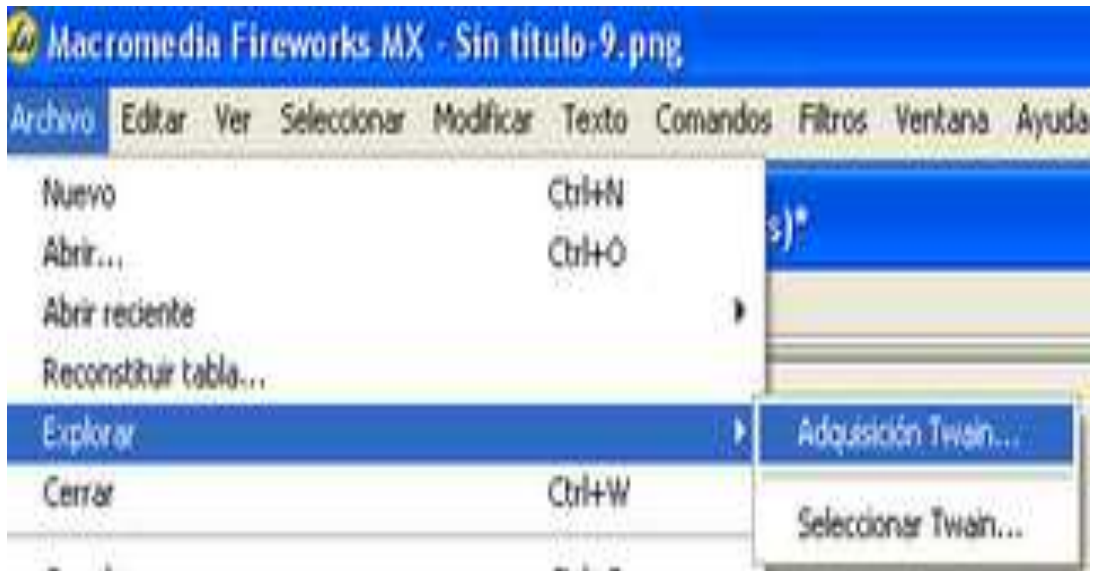 Macromedia Fireworks MX - Sin título-9.png
Archivo Editar Ver Seleccionar Modificar Texto Comandos Filtros Ventana Ayuda
Nuevo Ctrl+N
s)*
Abrir... Ctrl+O
Abrir reciente
Reconstituir tabla...
Explorar Adquisición Twain...
Cerrar Ctrl+W
Seleccionar Twain...